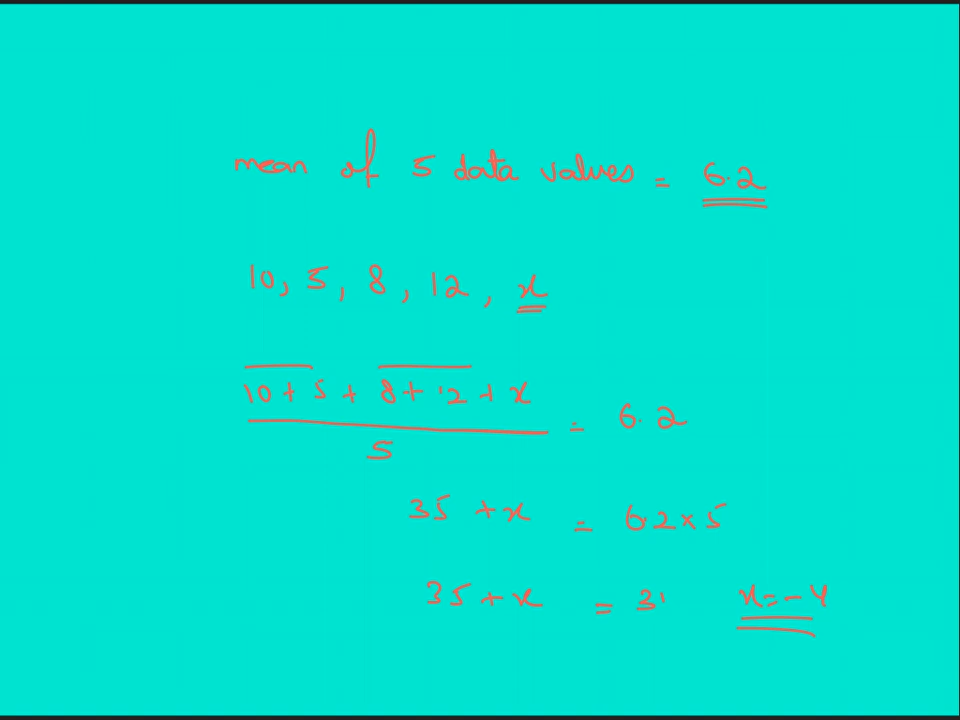 mean of 5 data values = 6.2
10, 5, 8, 12, x
10 + 5 + 8 + 12 + x
= 6.2
5
35 + x = 6.2 x 5
35 + x = 31 x = -4